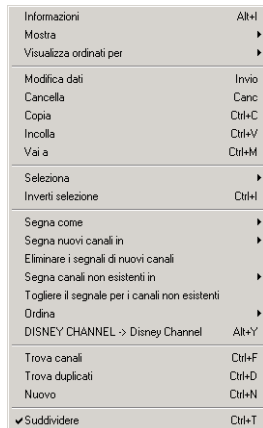 Informazioni Alt+I
Mostra
Visualizza ordinati per
Modifica dati Invio
Cancella Canc
Copia Ctrl+C
Incolla Ctrl+V
Vai a Ctrl+M
Seleziona
Inverti selezione Ctrl+I
Segna come
Segna nuovi canali in
Eliminare i segnali di nuovi canali
Segna canali non esistenti in
Togliere il segnale per i canali non esistenti
Ordina
DISNEY CHANNEL -> Disney Channel Alt+Y
Trova canali Ctrl+F
Trova duplicati Ctrl+D
Nuovo Ctrl+N
Suddividere Ctrl+T